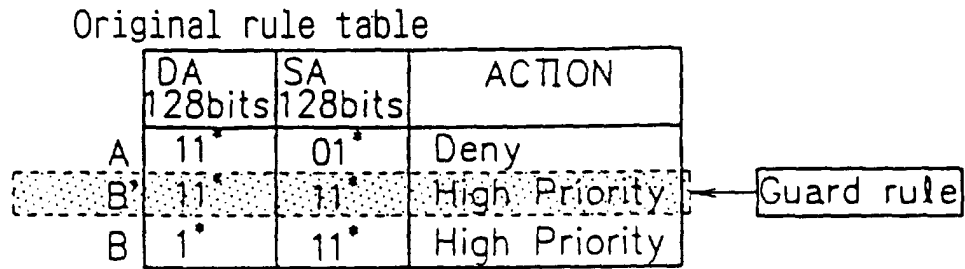 Original rule table
DA SA ACTION
128bits 128bits
A 11* 01* Deny
B' 11* 11* High Priority Guard rule
B 1* 11* High Priority